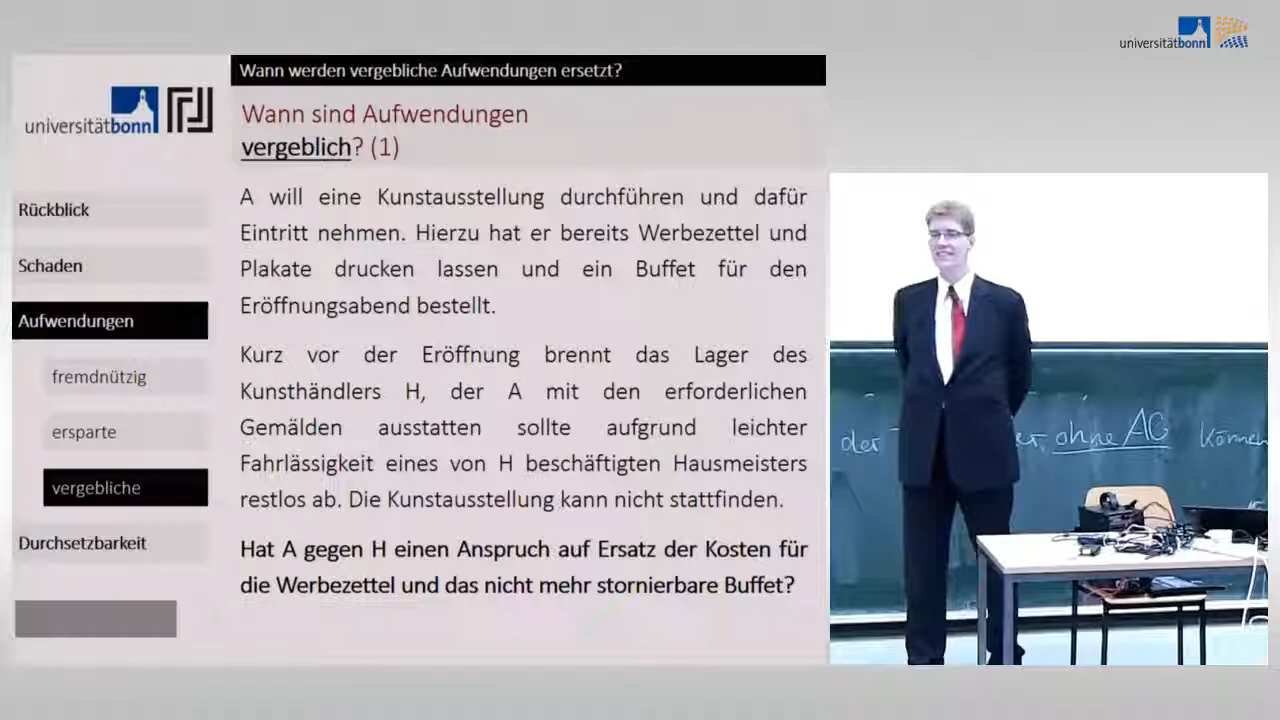 universitätbonn
Wann werden vergebliche Aufwendungen ersetzt?
universitätbonn
Wann sind Aufwendungen
vergeblich? (1)
Rückblick
Schaden
Aufwendungen
fremdnützig
ersparte
vergebliche
Durchsetzbarkeit
A will eine Kunstausstellung durchführen und dafür
Eintritt nehmen. Hierzu hat er bereits Werbezettel und
Plakate drucken lassen und ein Buffet für den
Eröffnungsabend bestellt.
Kurz vor der Eröffnung brennt das Lager des
Kunsthändlers H, der A mit den erforderlichen
Gemälden ausstatten sollte aufgrund leichter
Fahrlässigkeit eines von H beschäftigten Hausmeisters
restlos ab. Die Kunstausstellung kann nicht stattfinden.
Hat A gegen H einen Anspruch auf Ersatz der Kosten für
die Werbezettel und das nicht mehr stornierbare Buffet?
der ohne AG können